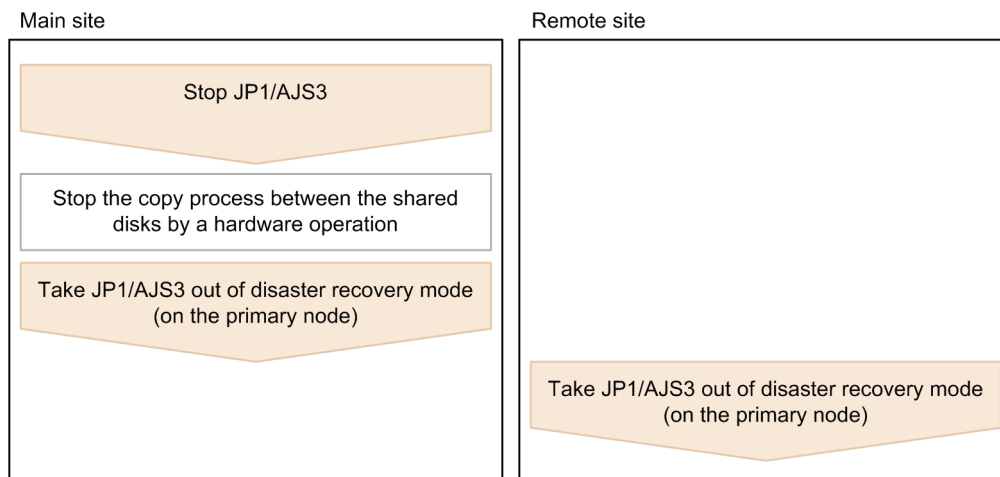 Main site
Stop JP1/AJS3
Stop the copy process between the shared
disks by a hardware operation
Take JP1/AJS3 out of disaster recovery mode
(on the primary node)
Remote site
Take JP1/AJS3 out of disaster recovery mode
(on the primary node)